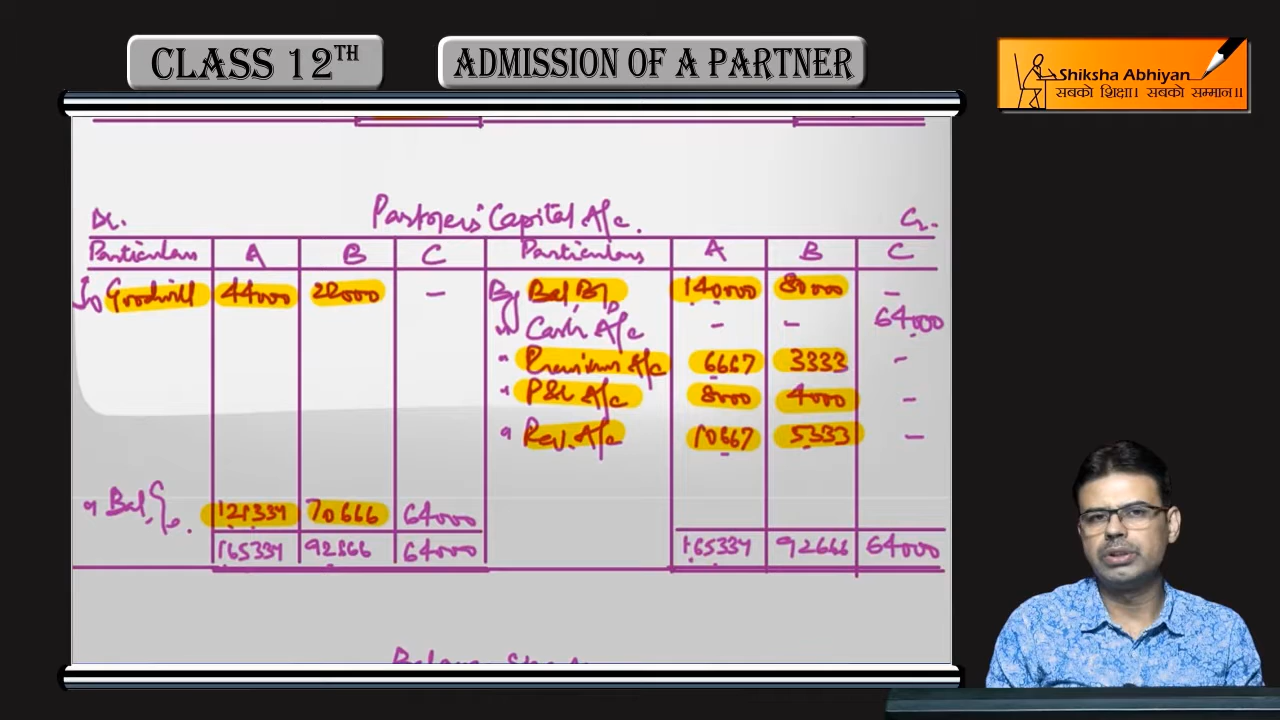 CLASS 12TH
ADMISSION OF A PARTNER
Shiksha Abhiyan
सबको शिक्षा। सबको सम्मान।।
Dr. Partners' Capital A/c. Cr.
Particulars A B C Particulars A B C
To Goodwill 44000 22000 - By Bal. B/D 140000 80000 -
" Cash A/c - - 64000
" Premium A/c 6667 3333 -
" P&L A/c 8000 4000 -
" Rev. A/c 10667 5333 -
" Bal. C/o. 121334 70666 64000
165334 92666 64000 165334 92666 64000